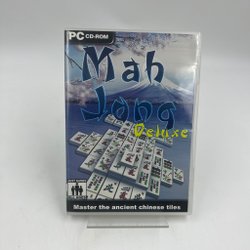 PC CD-ROM
Mah
Jong
Deluxe
Master the ancient chinese tiles